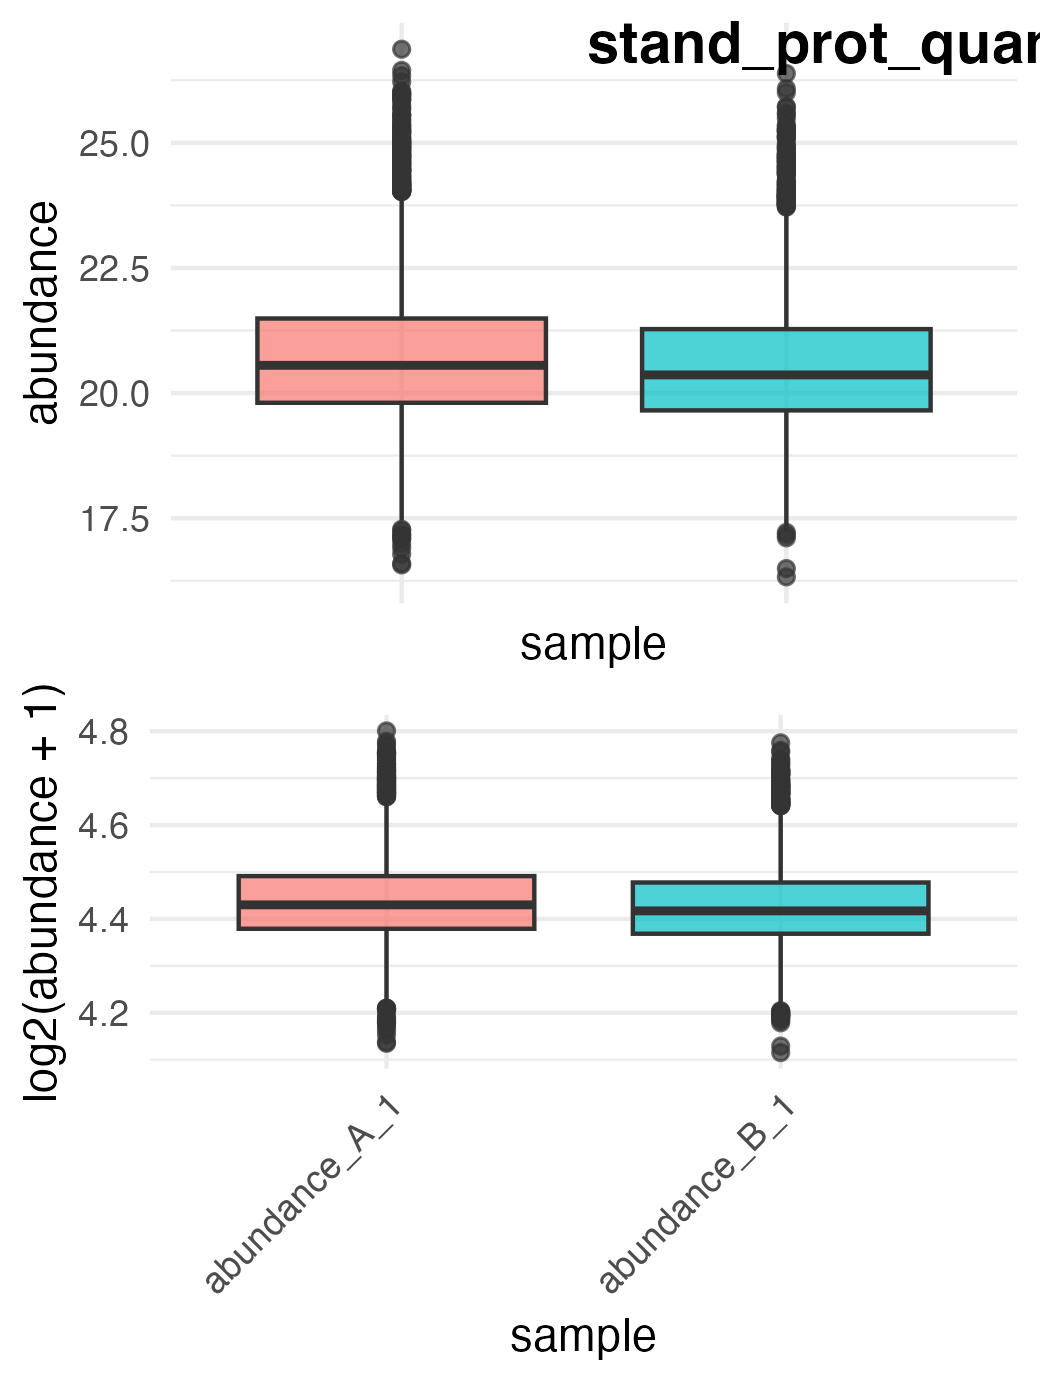 stand_prot_quar
abundance
25.0
22.5
20.0
17.5
sample
log2(abundance + 1)
4.8
4.6
4.4
4.2
abundance_A_1
abundance_B_1
sample